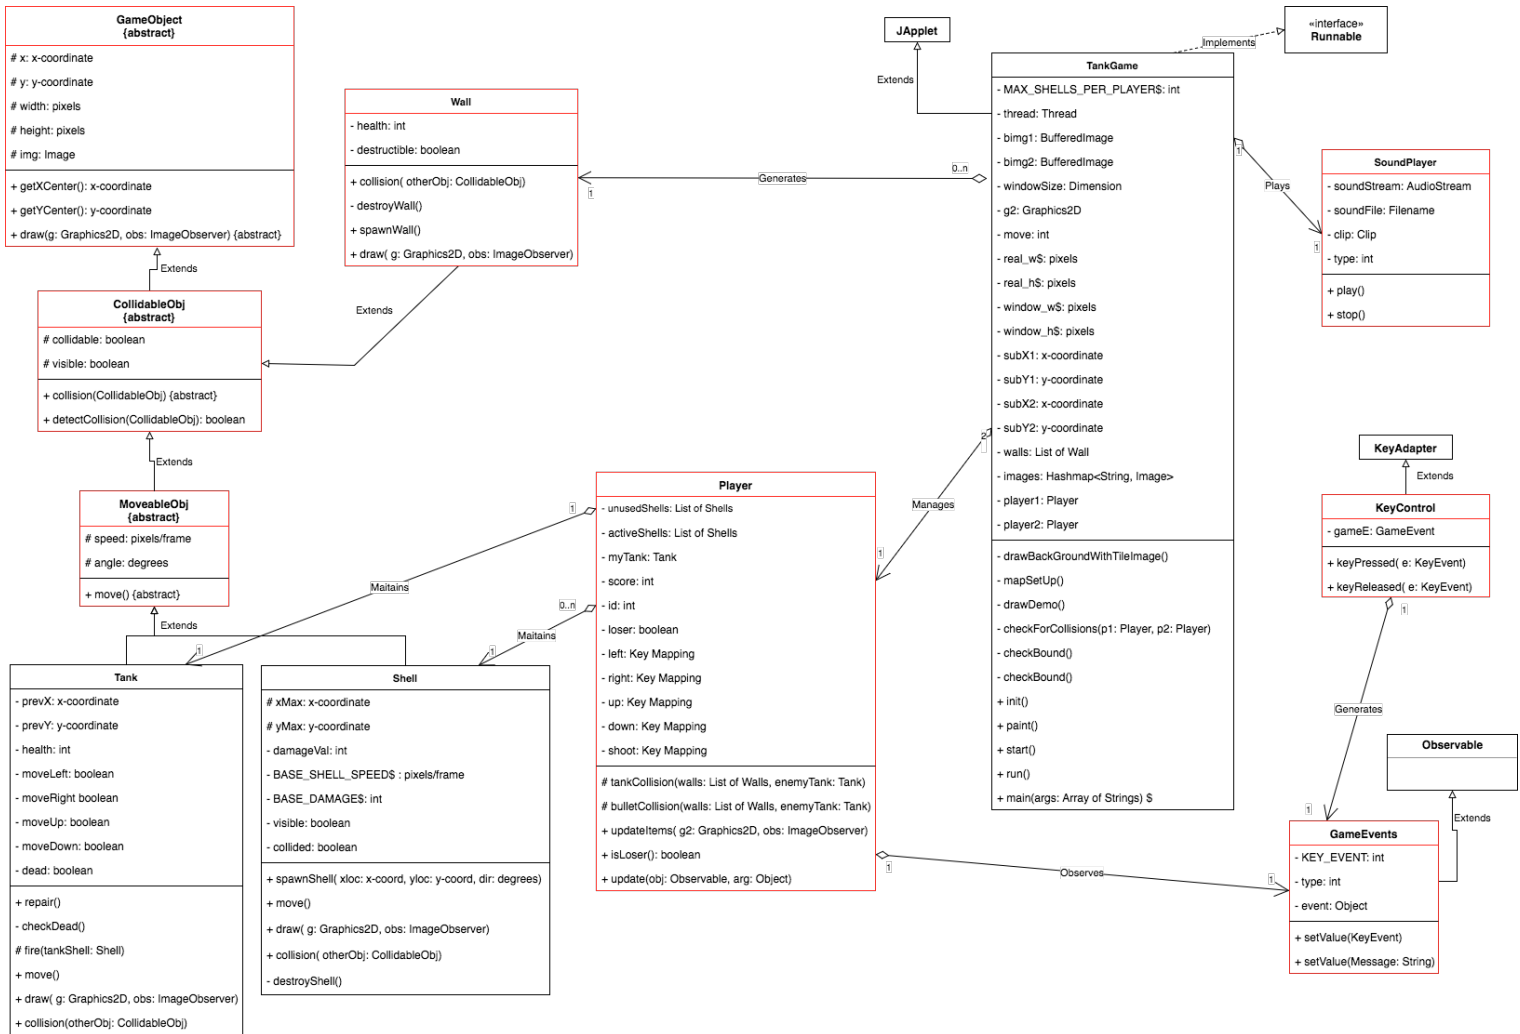 GameObject
{abstract}
# x: x-coordinate
# y: y-coordinate
# width: pixels
# height: pixels
# img: Image
+ getXCenter(): x-coordinate
+ getYCenter(): y-coordinate
+ draw(g: Graphics2D, obs: ImageObserver) {abstract}
Extends
CollidableObj
{abstract}
# collidable: boolean
# visible: boolean
+ collision(CollidableObj) {abstract}
+ detectCollision(CollidableObj): boolean
Extends
MoveableObj
{abstract}
# speed: pixels/frame
# angle: degrees
+ move() {abstract}
Extends
Tank
- prevX: x-coordinate
- prevY: y-coordinate
- health: int
- moveLeft: boolean
- moveRight boolean
- moveUp: boolean
- moveDown: boolean
- dead: boolean
+ repair()
- checkDead()
# fire(tankShell: Shell)
+ move()
+ draw( g: Graphics2D, obs: ImageObserver)
+ collision(otherObj: CollidableObj)
Shell
# xMax: x-coordinate
# yMax: y-coordinate
- damageVal: int
- BASE_SHELL_SPEED$ : pixels/frame
- BASE_DAMAGE$: int
- visible: boolean
- collided: boolean
+ spawnShell( xloc: x-coord, yloc: y-coord, dir: degrees)
+ move()
+ draw( g: Graphics2D, obs: ImageObserver)
+ collision( otherObj: CollidableObj)
- destroyShell()
Wall
- health: int
- destructible: boolean
+ collision( otherObj: CollidableObj)
- destroyWall()
+ spawnWall()
+ draw( g: Graphics2D, obs: ImageObserver)
Extends
1
Generates
0..n
1
Maitains
1
0..n
Maitains
1
Player
- unusedShells: List of Shells
- activeShells: List of Shells
- myTank: Tank
- score: int
- id: int
- loser: boolean
- left: Key Mapping
- right: Key Mapping
- up: Key Mapping
- down: Key Mapping
- shoot: Key Mapping
# tankCollision(walls: List of Walls, enemyTank: Tank)
# bulletCollision(walls: List of Walls, enemyTank: Tank)
+ updateItems( g2: Graphics2D, obs: ImageObserver)
+ isLoser(): boolean
+ update(obj: Observable, arg: Object)
2
Manages
1
1
Observes
1
JApplet
Extends
«interface»
Runnable
Implements
TankGame
- MAX_SHELLS_PER_PLAYER$: int
- thread: Thread
- bimg1: BufferedImage
- bimg2: BufferedImage
- windowSize: Dimension
- g2: Graphics2D
- move: int
- real_w$: pixels
- real_h$: pixels
- window_w$: pixels
- window_h$: pixels
- subX1: x-coordinate
- subY1: y-coordinate
- subX2: x-coordinate
- subY2: y-coordinate
- walls: List of Wall
- images: Hashmap<String, Image>
- player1: Player
- player2: Player
- drawBackGroundWithTileImage()
- mapSetUp()
- drawDemo()
- checkForCollisions(p1: Player, p2: Player)
- checkBound()
- checkBound()
+ init()
+ paint()
+ start()
+ run()
+ main(args: Array of Strings) $
1
Plays
1
SoundPlayer
- soundStream: AudioStream
- soundFile: Filename
- clip: Clip
- type: int
+ play()
+ stop()
KeyAdapter
Extends
KeyControl
- gameE: GameEvent
+ keyPressed( e: KeyEvent)
+ keyReleased( e: KeyEvent)
1
Generates
1
Observable
Extends
GameEvents
- KEY_EVENT: int
- type: int
- event: Object
+ setValue(KeyEvent)
+ setValue(Message: String)